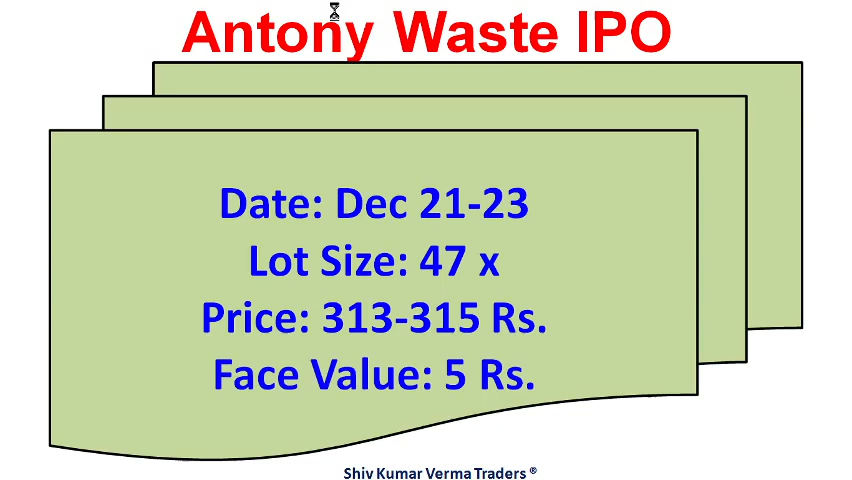 Antony Waste IPO
Date: Dec 21-23
Lot Size: 47 x
Price: 313-315 Rs.
Face Value: 5 Rs.
Shiv Kumar Verma Traders ®